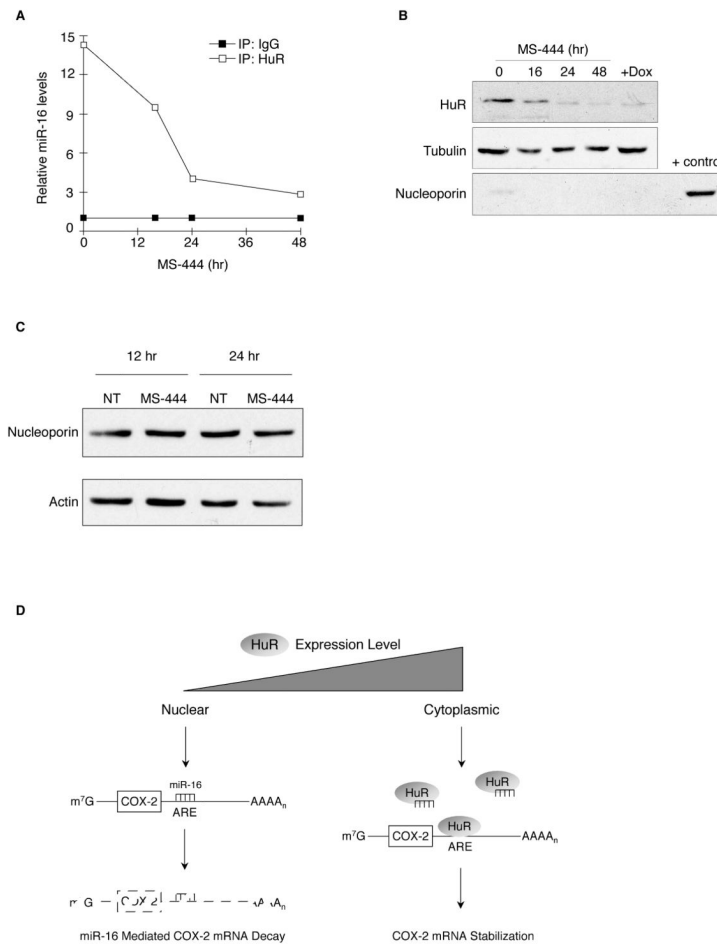 A
IP: IgG
IP: HuR
Relative miR-16 levels
15
12
9
6
3
0
0 12 24 36 48
MS-444 (hr)
B
MS-444 (hr)
0 16 24 48 +Dox
HuR
Tubulin
+ contro
Nucleoporin
C
12 hr 24 hr
NT MS-444 NT MS-444
Nucleoporin
Actin
D
HuR Expression Level
Nuclear Cytoplasmic
miR-16
m⁷G COX-2 AAAAₙ
ARE
HuR
HuR
HuR
m⁷G COX-2 AAAAₙ
ARE
G COX-2 AAAₙ
miR-16 Mediated COX-2 mRNA Decay
COX-2 mRNA Stabilization